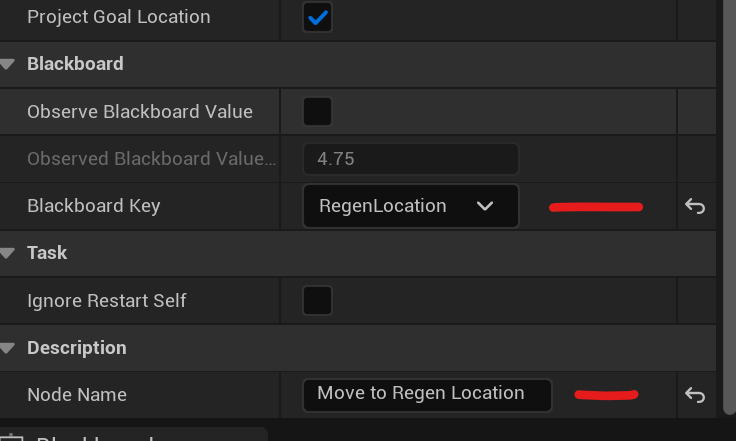 Project Goal Location
Blackboard
Observe Blackboard Value
Observed Blackboard Value... 4.75
Blackboard Key RegenLocation
Task
Ignore Restart Self
Description
Node Name Move to Regen Location